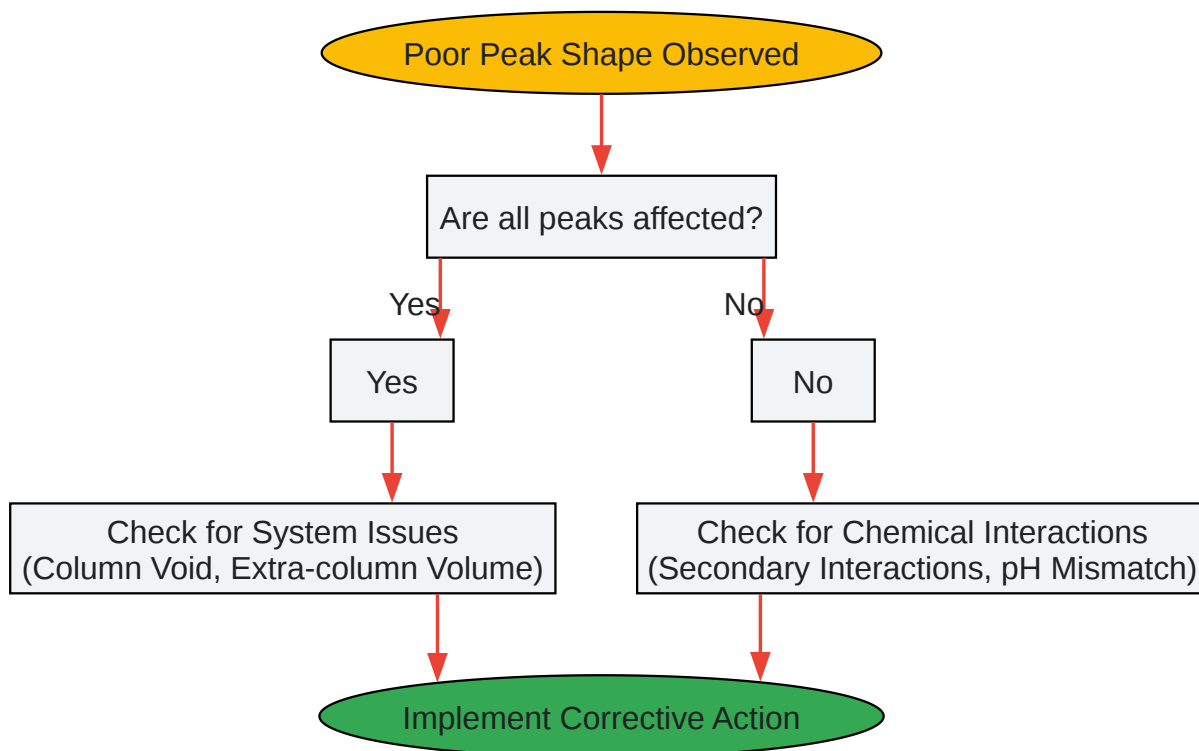 Poor Peak Shape Observed
Are all peaks affected?
Yes
No
Yes
No
Check for System Issues
(Column Void, Extra-column Volume)
Check for Chemical Interactions
(Secondary Interactions, pH Mismatch)
Implement Corrective Action